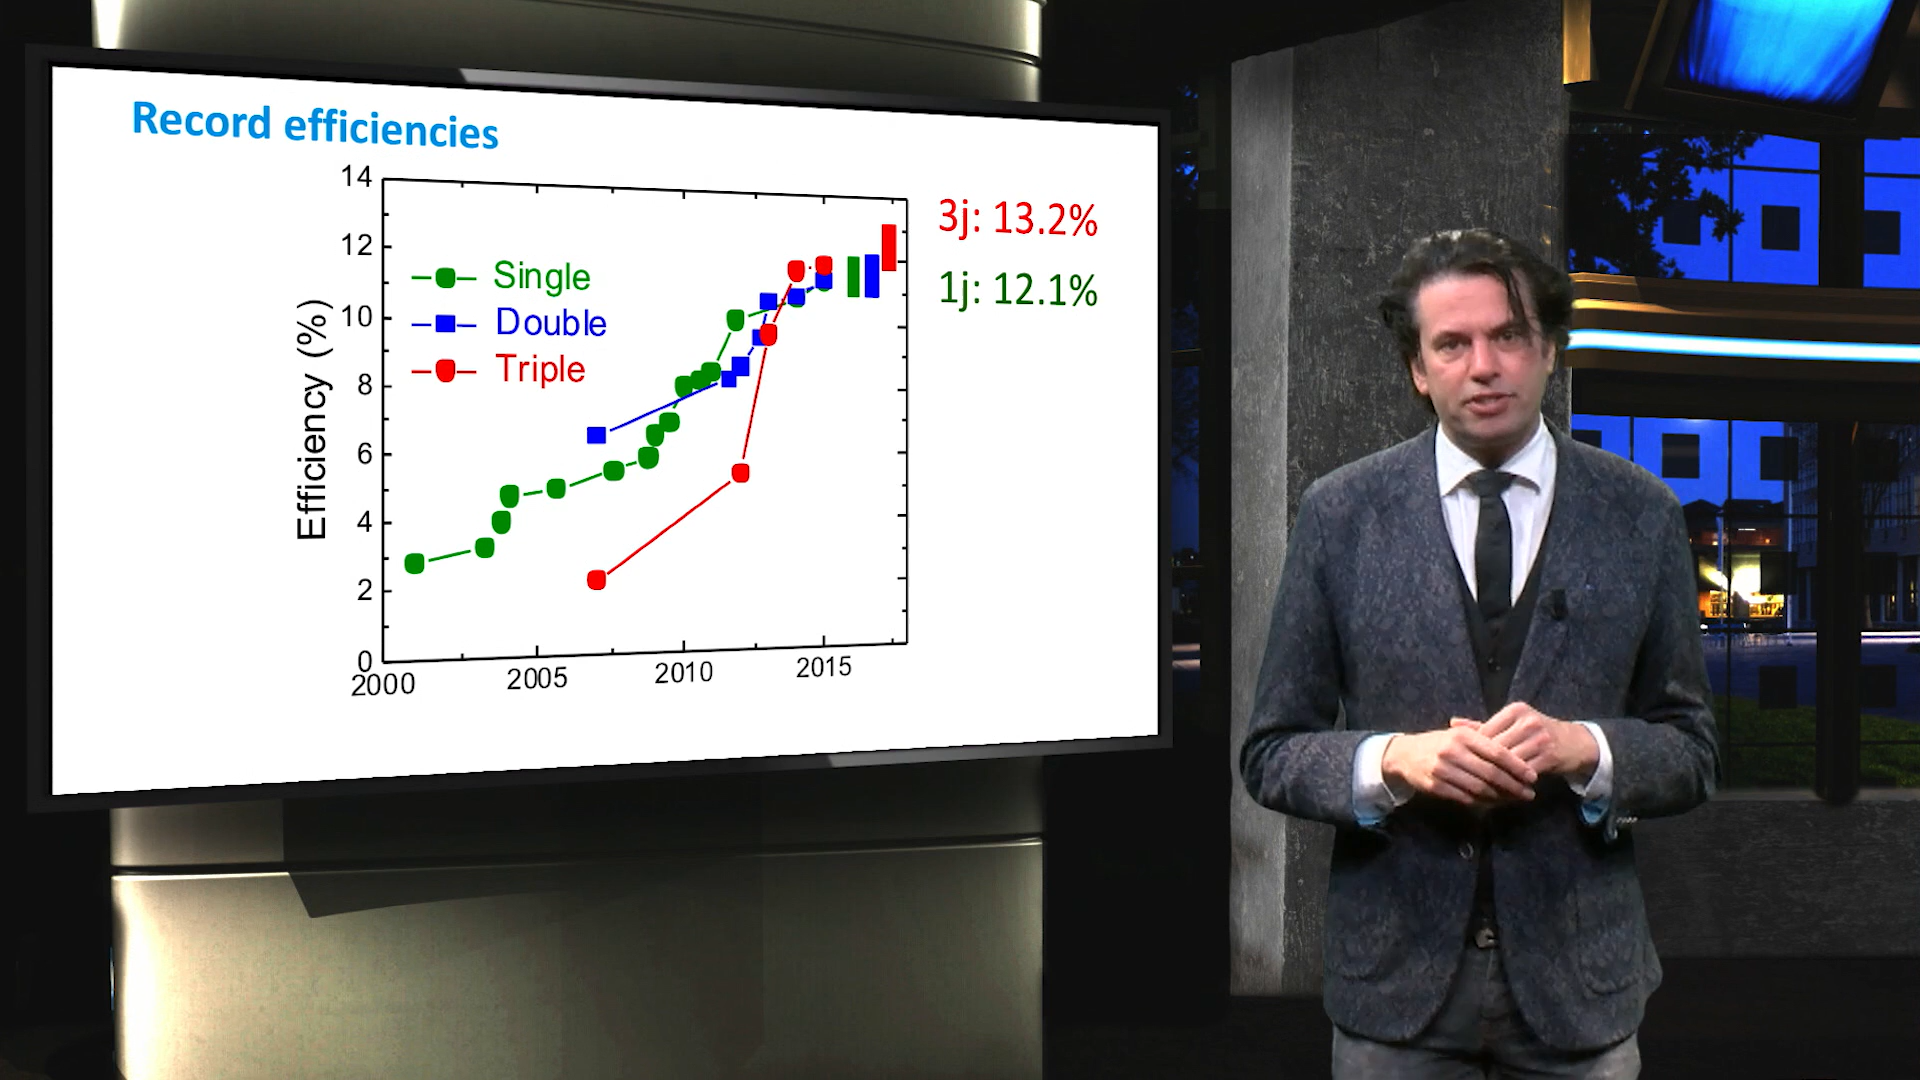 Record efficiencies
14
12
10
8
6
4
2
0
Efficiency (%)
Single
Double
Triple
2000
2005
2010
2015
3j: 13.2%
1j: 12.1%